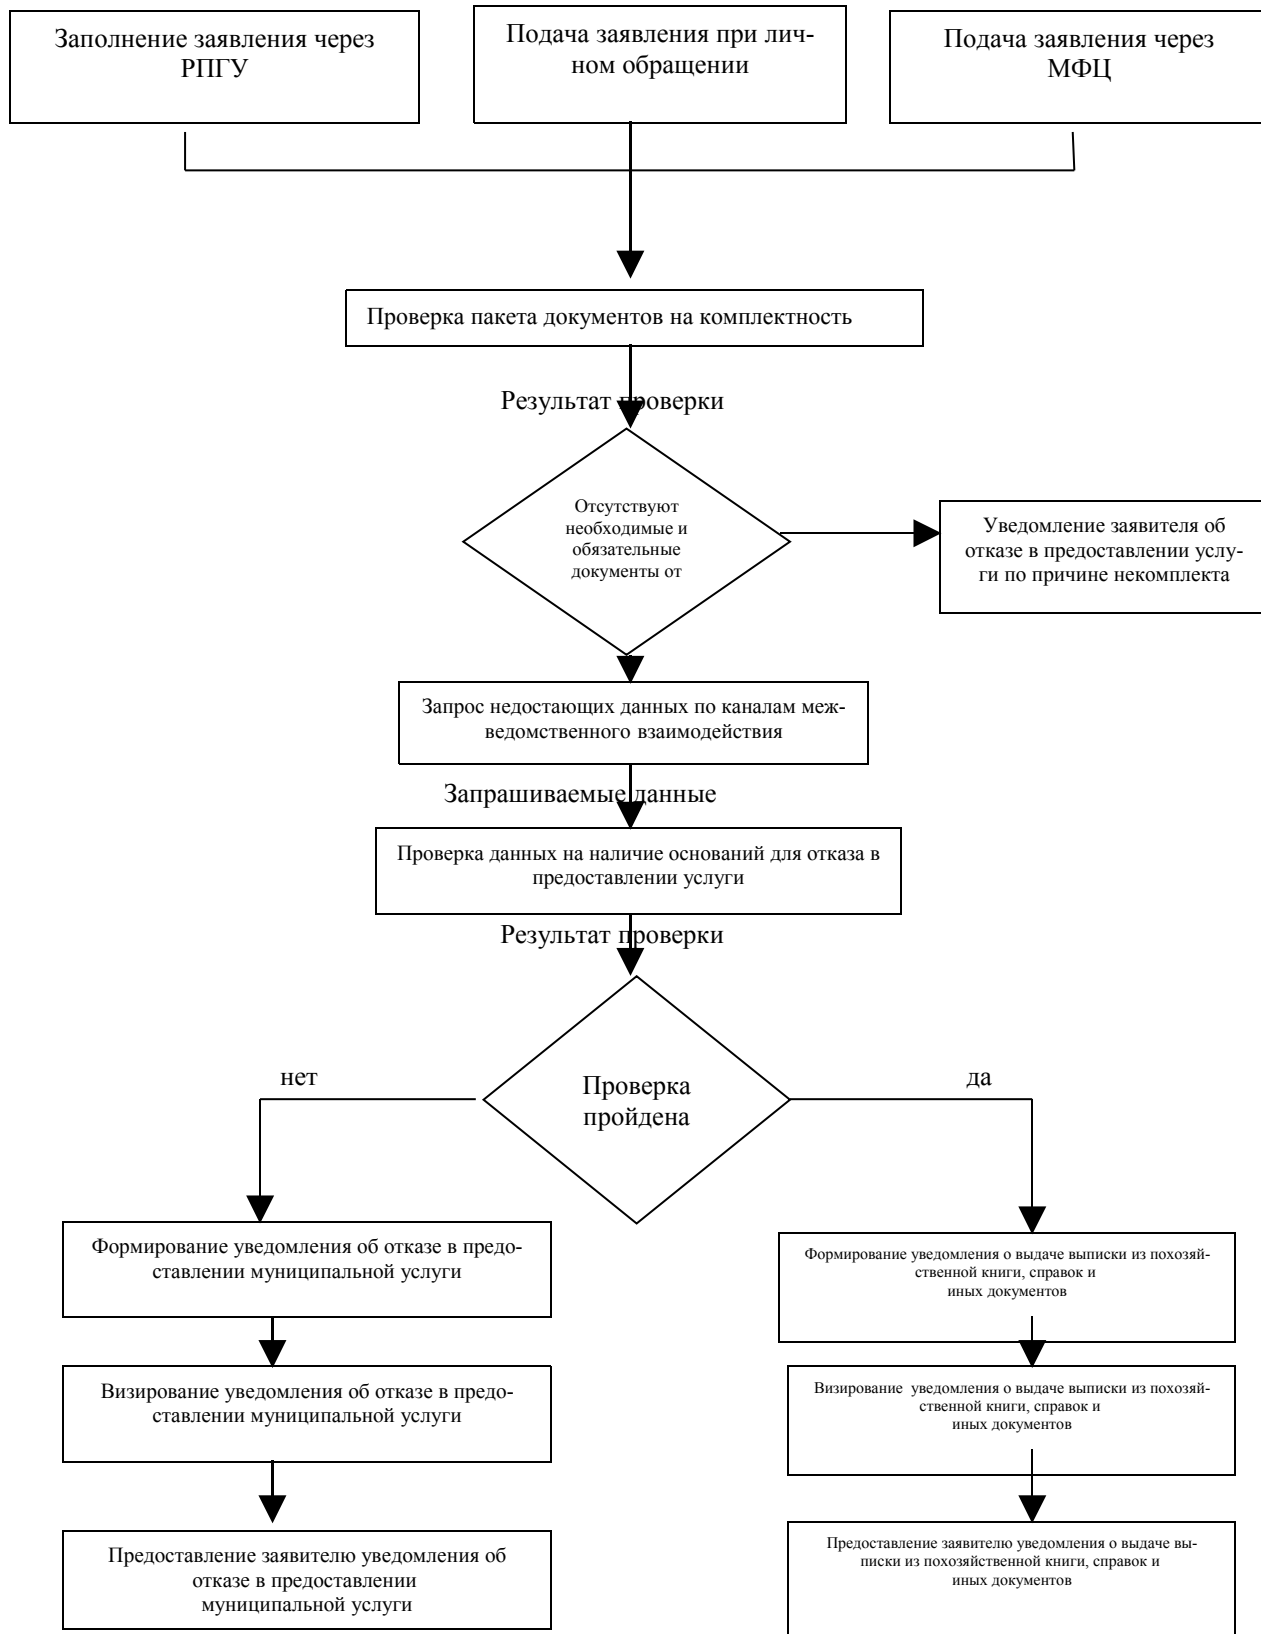 Заполнение заявления через
РПГУ
Подача заявления при лич-
ном обращении
Подача заявления через
МФЦ
Проверка пакета документов на комплектность
Результат проверки
Отсутствуют
необходимые и
обязательные
документы от
Уведомление заявителя об
отказе в предоставлении услу-
ги по причине некомплекта
Запрос недостающих данных по каналам меж-
ведомственного взаимодействия
Запрашиваемые данные
Проверка данных на наличие оснований для отказа в
предоставлении услуги
Результат проверки
нет
Проверка
пройдена
да
Формирование уведомления об отказе в предо-
ставлении муниципальной услуги
Формирование уведомления о выдаче выписки из похозяй-
ственной книги, справок и
иных документов
Визирование уведомления об отказе в предо-
ставлении муниципальной услуги
Визирование  уведомления о выдаче выписки из похозяй-
ственной книги, справок и
иных документов
Предоставление заявителю уведомления об
отказе в предоставлении
муниципальной услуги
Предоставление заявителю уведомления о выдаче вы-
писки из похозяйственной книги, справок и
иных документов